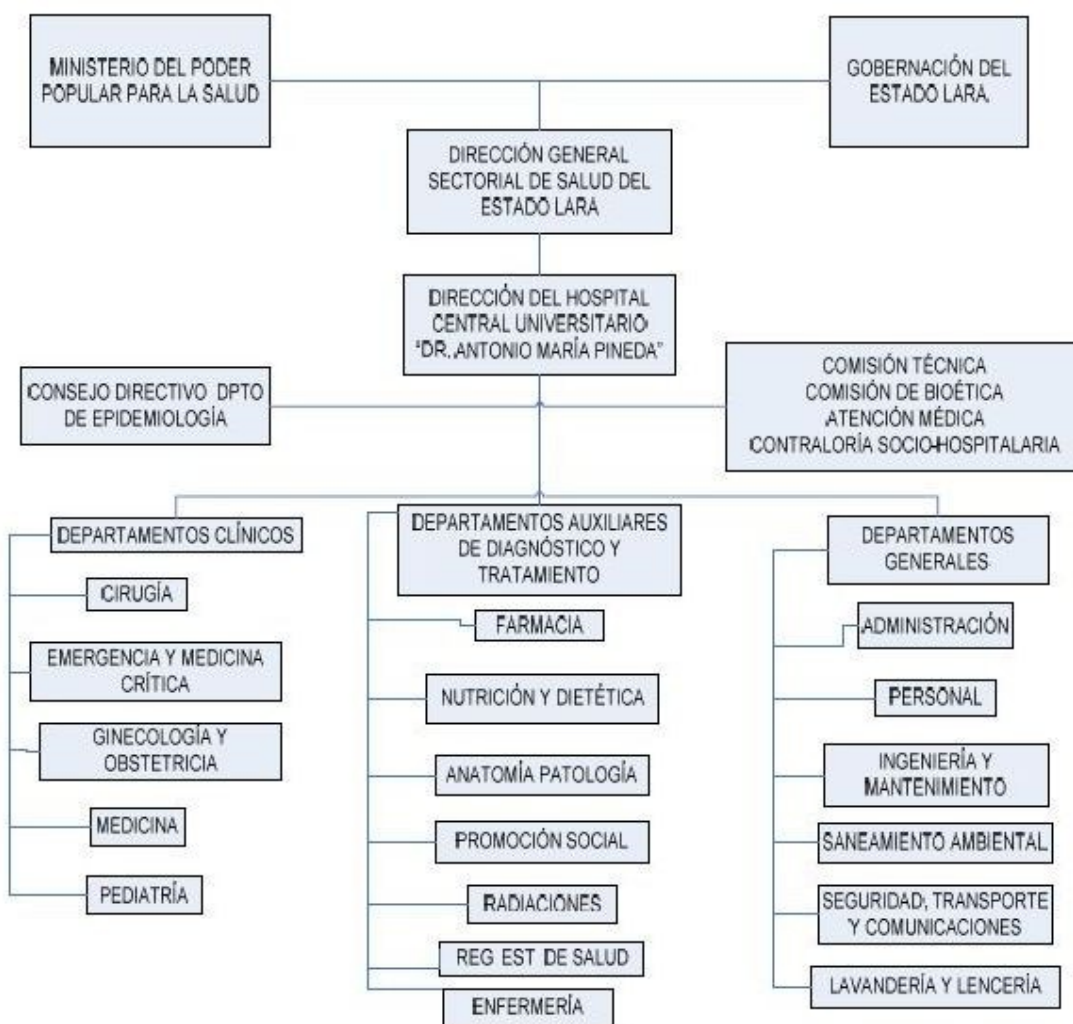 MINISTERIO DEL PODER
POPULAR PARA LA SALUD
GOBERNACIÓN DEL
ESTADO LARA.
DIRECCIÓN GENERAL
SECTORIAL DE SALUD DEL
ESTADO LARA
DIRECCIÓN DEL HOSPITAL
CENTRAL UNIVERSITARIO
"DR. ANTONIO MARÍA PINEDA"
CONSEJO DIRECTIVO DPTO
DE EPIDEMIOLOGÍA
COMISIÓN TÉCNICA
COMISIÓN DE BIOÉTICA
ATENCIÓN MÉDICA
CONTRALORÍA SOCIO-HOSPITALARIA
DEPARTAMENTOS CLÍNICOS
CIRUGÍA
EMERGENCIA Y MEDICINA
CRÍTICA
GINECOLOGÍA Y
OBSTETRICIA
MEDICINA
PEDIATRÍA
DEPARTAMENTOS AUXILIARES
DE DIAGNÓSTICO Y
TRATAMIENTO
FARMACIA
NUTRICIÓN Y DIETÉTICA
ANATOMÍA PATOLOGÍA
PROMOCIÓN SOCIAL
RADIACIONES
REG EST DE SALUD
ENFERMERÍA
DEPARTAMENTOS
GENERALES
ADMINISTRACIÓN
PERSONAL
INGENIERÍA Y
MANTENIMIENTO
SANEAMIENTO AMBIENTAL
SEGURIDAD, TRANSPORTE
Y COMUNICACIONES
LAVANDERÍA Y LENCERÍA